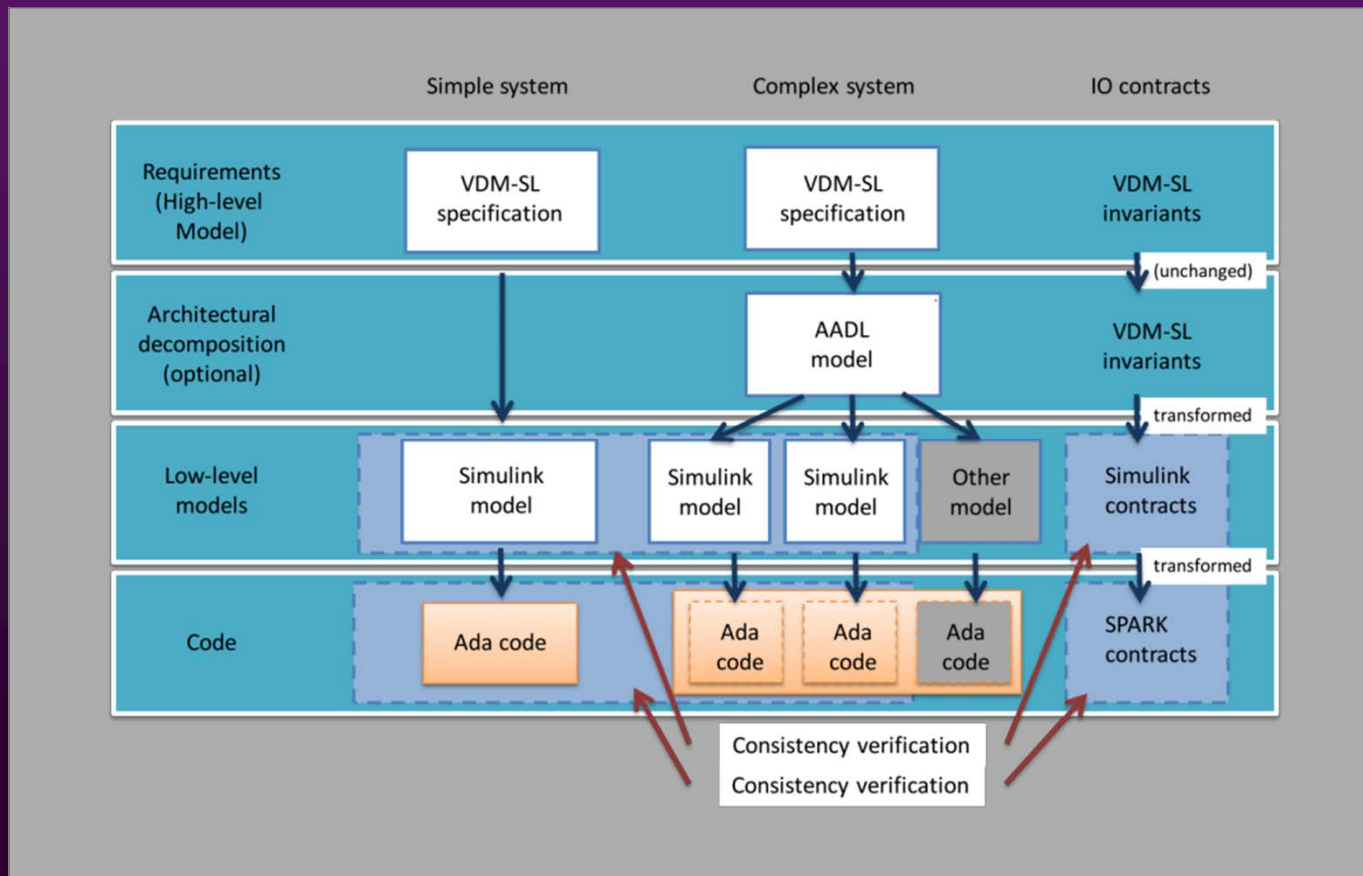 Simple system
Complex system
IO contracts
Requirements
(High-level
Model)
VDM-SL
specification
VDM-SL
specification
VDM-SL
invariants
(unchanged)
Architectural
decomposition
(optional)
AADL
model
VDM-SL
invariants
transformed
Low-level
models
Simulink
model
Simulink
model
Simulink
model
Other
model
Simulink
contracts
transformed
Code
Ada code
Ada
code
Ada
code
Ada
code
SPARK
contracts
Consistency verification
Consistency verification